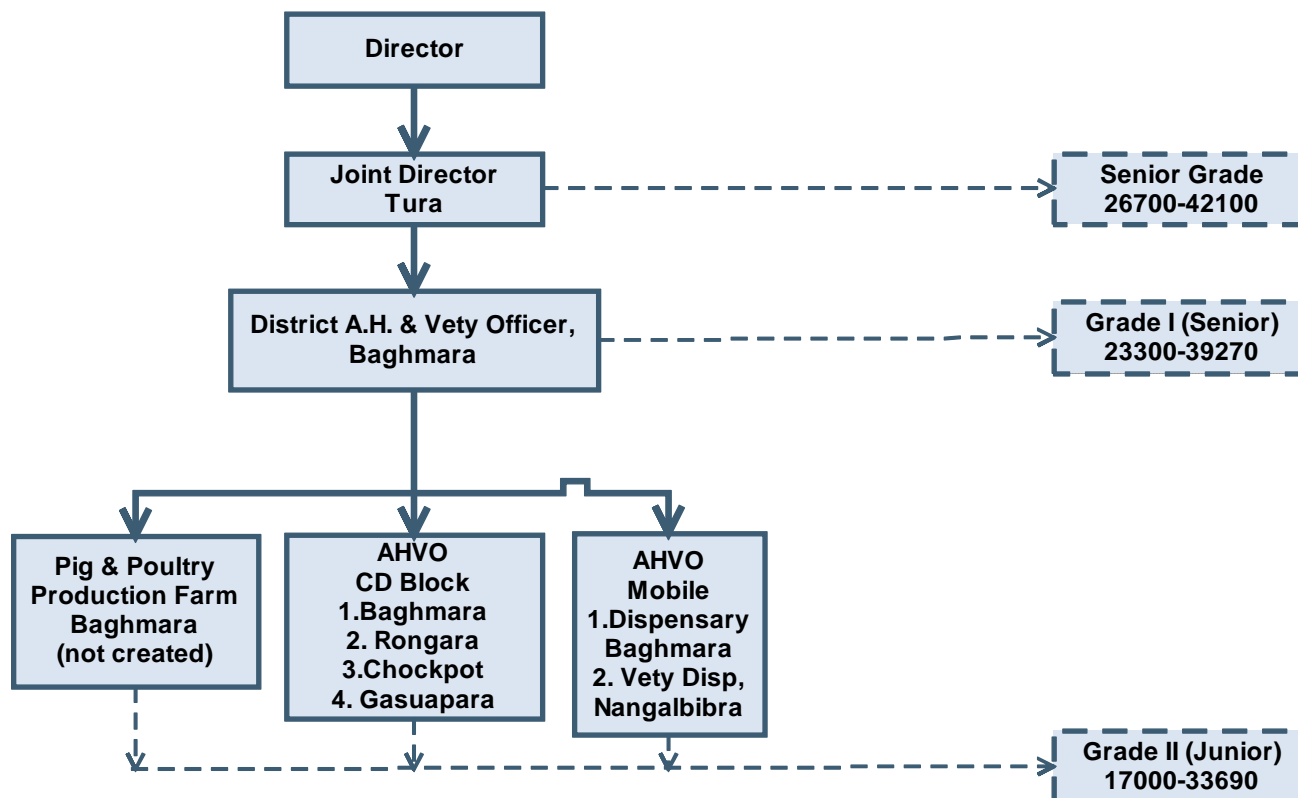 Director
Joint Director
Tura
Senior Grade
26700-42100
District A.H. & Vety Officer,
Baghmara
Grade I (Senior)
23300-39270
Pig & Poultry
Production Farm
Baghmara
(not created)
AHVO
CD Block
1.Baghmara
2. Rongara
3.Chockpot
4. Gasuapara
AHVO
Mobile
1.Dispensary
Baghmara
2. Vety Disp,
Nangalbibra
Grade II (Junior)
17000-33690